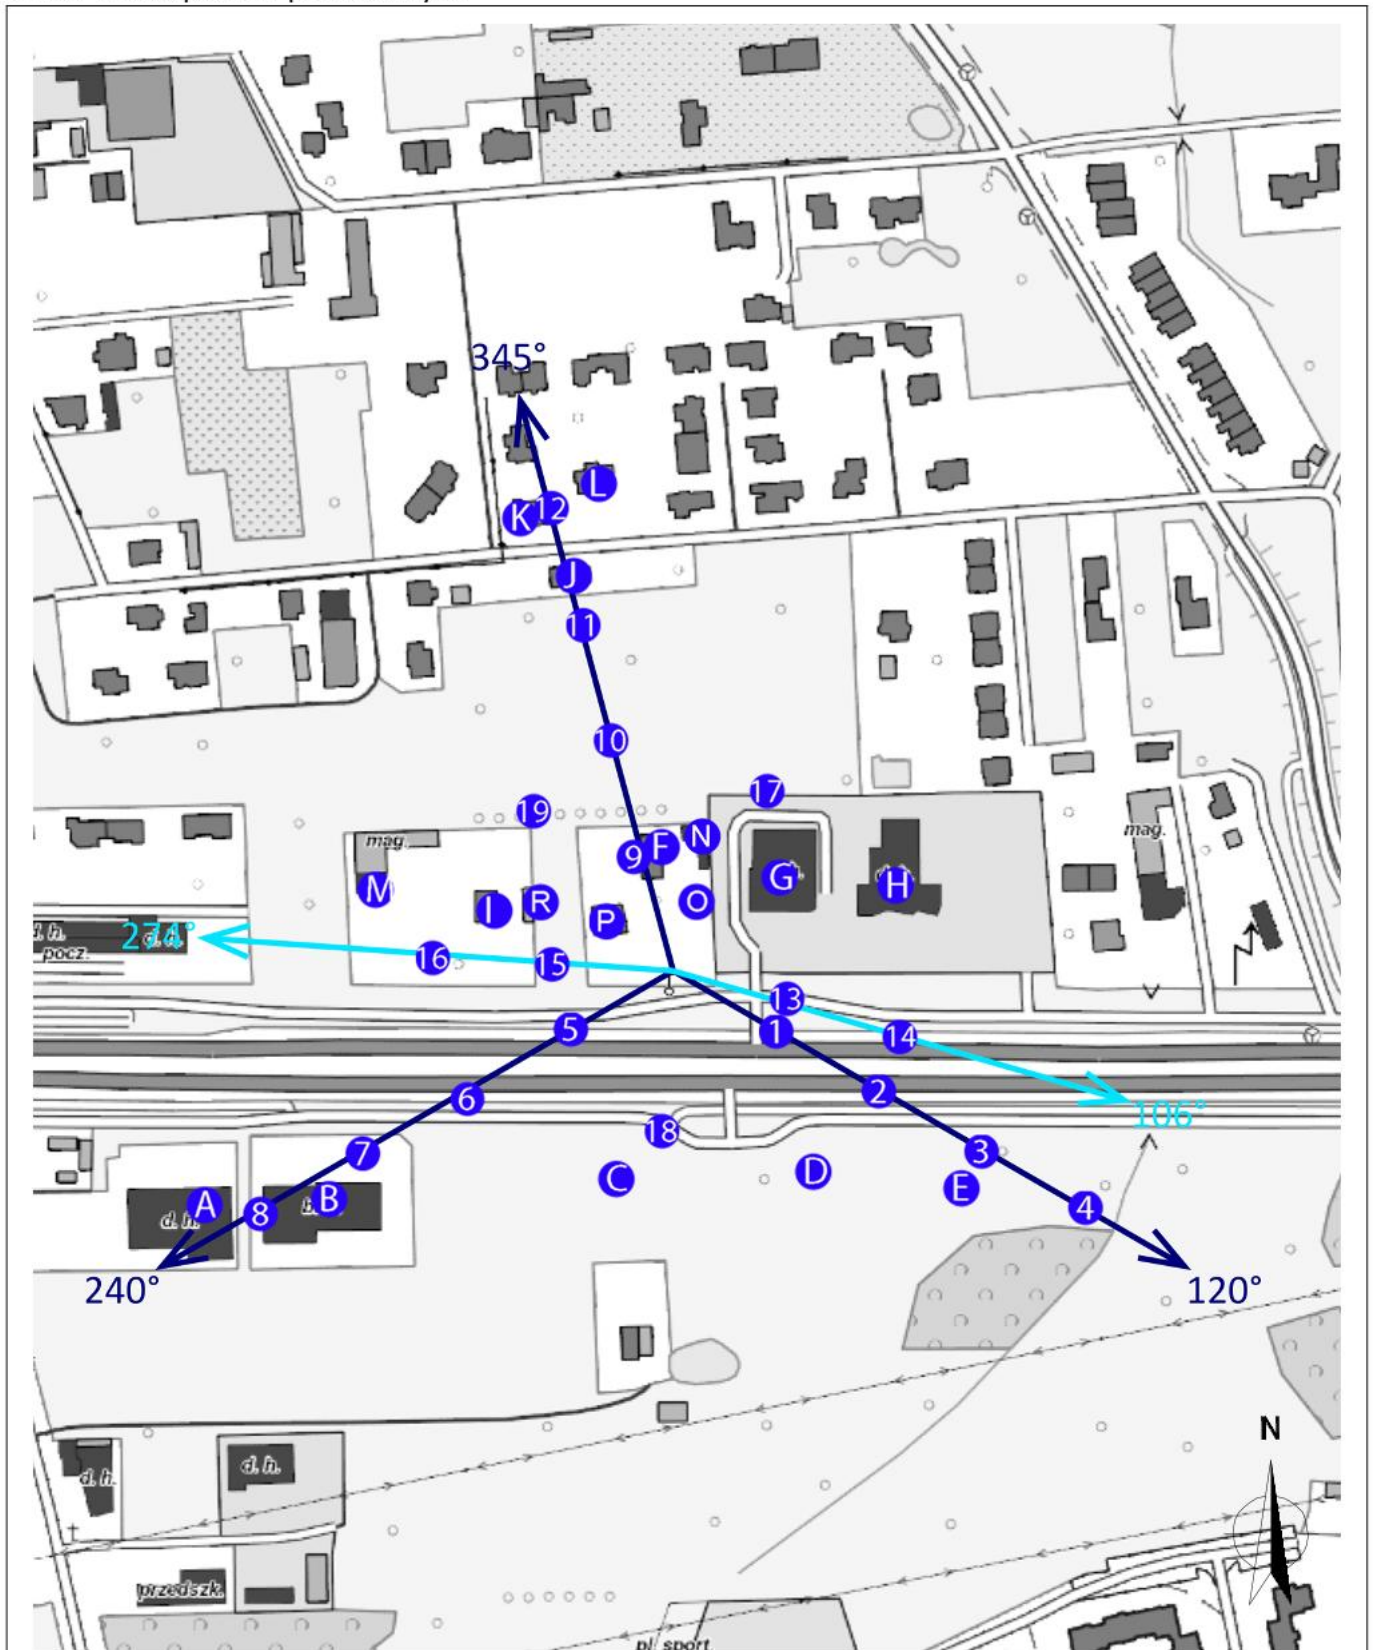 345°
L
K
12
J
11
10
17
19
mag.
mag.
N
F
9
G
H
M
I
R
O
P
274°
d. h.
d. h.
pocz.
16
15
13
14
5
1
2
6
106°
18
7
3
C
D
E
A
B
8
4
d. h.
240°
120°
N
d. h.
d. h.
przedszk.
pl. sport.